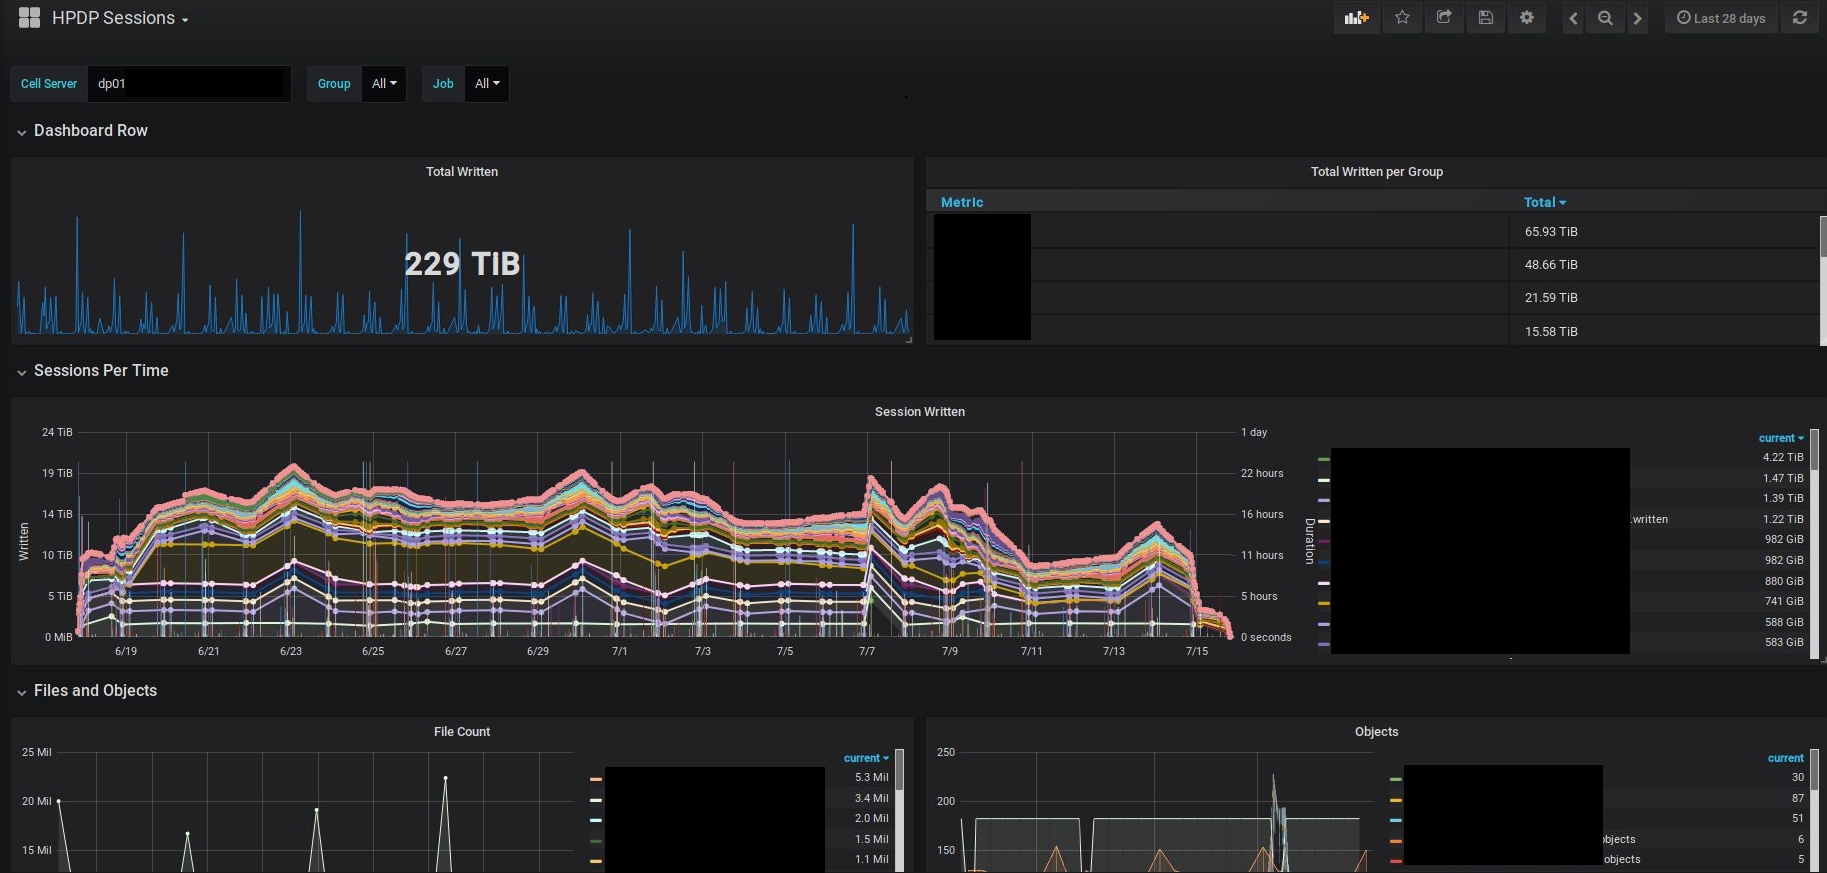 HPDP Sessions
Last 28 days
Cell Server dp01 Group All Job All
Dashboard Row
Total Written
229 TiB
Total Written per Group
Metric Total
65.93 TiB
48.66 TiB
21.59 TiB
15.58 TiB
Sessions Per Time
Session Written
Written
24 TiB
19 TiB
14 TiB
10 TiB
5 TiB
0 MiB
6/19 6/21 6/23 6/25 6/27 6/29 7/1 7/3 7/5 7/7 7/9 7/11 7/13 7/15
1 day
22 hours
16 hours
11 hours
5 hours
0 seconds
Duration
current
4.22 TiB
1.47 TiB
1.39 TiB
.written 1.22 TiB
982 GiB
982 GiB
880 GiB
741 GiB
588 GiB
583 GiB
Files and Objects
File Count
25 Mil
20 Mil
15 Mil
current
5.3 Mil
3.4 Mil
2.0 Mil
1.5 Mil
1.1 Mil
Objects
250
200
150
current
30
87
51
objects 6
objects 5